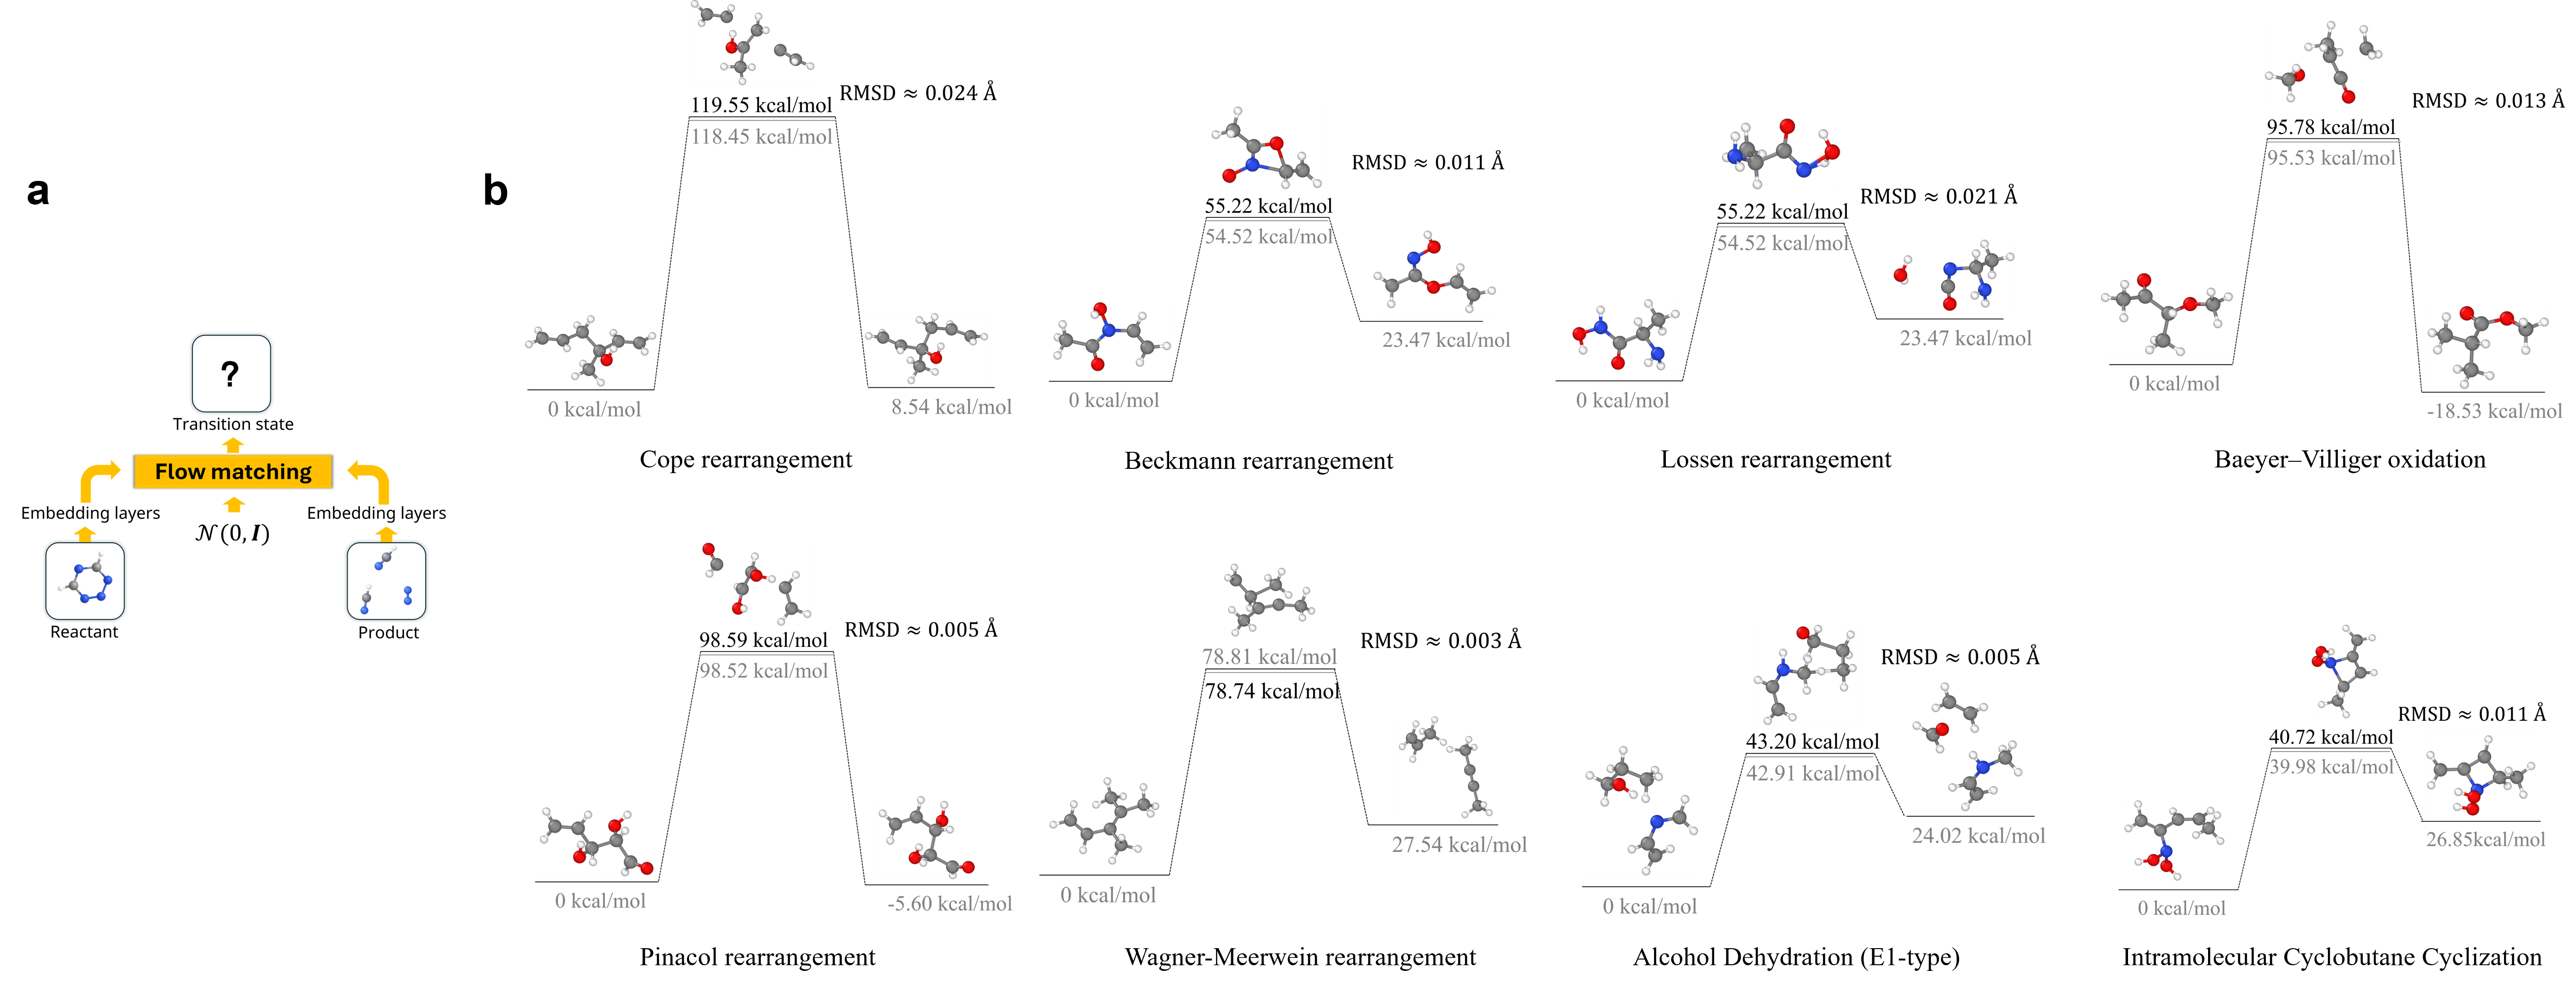 a
?
Transition state
Flow matching
Embedding layers
Embedding layers
𝒩(0, I)
Reactant
Product
b
119.55 kcal/mol
RMSD ≈ 0.024 Å
118.45 kcal/mol
0 kcal/mol
8.54 kcal/mol
Cope rearrangement
RMSD ≈ 0.011 Å
55.22 kcal/mol
54.52 kcal/mol
23.47 kcal/mol
0 kcal/mol
Beckmann rearrangement
RMSD ≈ 0.021 Å
55.22 kcal/mol
54.52 kcal/mol
23.47 kcal/mol
0 kcal/mol
Lossen rearrangement
RMSD ≈ 0.013 Å
95.78 kcal/mol
95.53 kcal/mol
0 kcal/mol
-18.53 kcal/mol
Baeyer–Villiger oxidation
RMSD ≈ 0.005 Å
98.59 kcal/mol
98.52 kcal/mol
0 kcal/mol
-5.60 kcal/mol
Pinacol rearrangement
RMSD ≈ 0.003 Å
78.81 kcal/mol
78.74 kcal/mol
27.54 kcal/mol
0 kcal/mol
Wagner-Meerwein rearrangement
RMSD ≈ 0.005 Å
43.20 kcal/mol
42.91 kcal/mol
24.02 kcal/mol
0 kcal/mol
Alcohol Dehydration (E1-type)
RMSD ≈ 0.011 Å
40.72 kcal/mol
39.98 kcal/mol
26.85kcal/mol
0 kcal/mol
Intramolecular Cyclobutane Cyclization